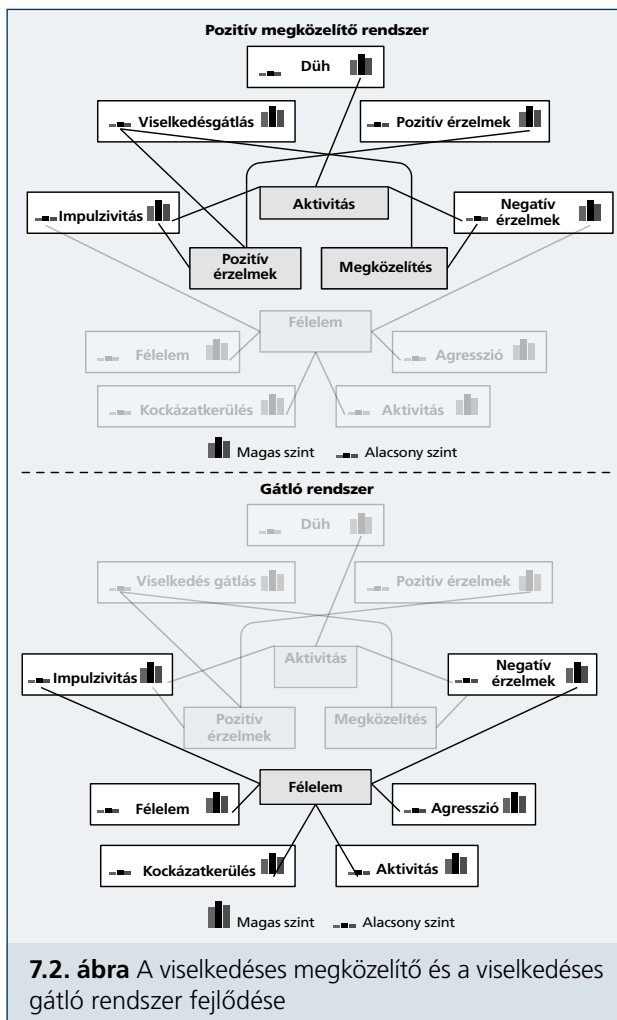 Pozitív megközelítő rendszer
Düh
Viselkedésgátlás
Pozitív érzelmek
Impulzivitás
Aktivitás
Negatív
érzelmek
Pozitív
érzelmek
Megközelítés
Félelem
Félelem
Agresszió
Kockázatkerülés
Aktivitás
Magas szint
Alacsony szint
Gátló rendszer
Düh
Viselkedés gátlás
Pozitív érzelmek
Impulzivitás
Aktivitás
Negatív
érzelmek
Pozitív
érzelmek
Megközelítés
Félelem
Félelem
Agresszió
Kockázatkerülés
Aktivitás
Magas szint
Alacsony szint
7.2. ábra A viselkedéses megközelítő és a viselkedéses
gátló rendszer fejlődése